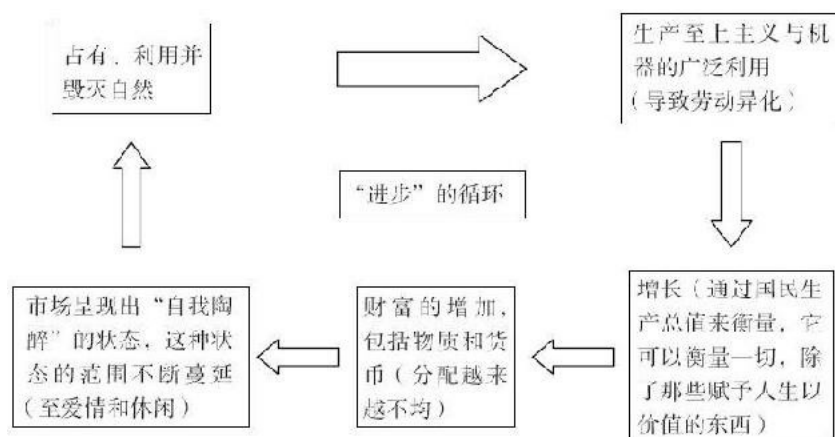 占有、利用并
毁灭自然
生产至上主义与机
器的广泛利用
（导致劳动异化）
“进步”的循环
市场呈现出“自我陶
醉”的状态，这种状
态的范围不断蔓延
（至爱情和休闲）
财富的增加，
包括物质和货
币（分配越来
越不均）
增长（通过国民生
产总值来衡量，它
可以衡量一切，除
了那些赋予人生以
价值的东西）